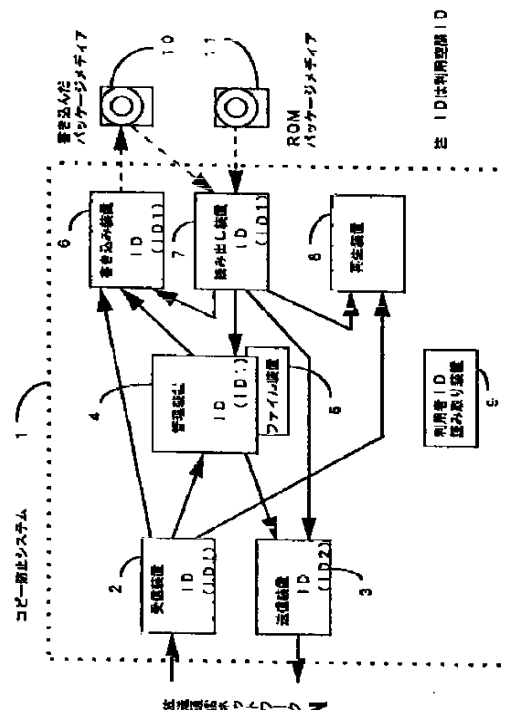 コピー防止システム
1
書き込んだ
パッケージメディア
10
ROM
パッケージメディア
11
注 IDは利用空間ID
6
書き込み装置
ID
(ID1)
7
読み出し装置
ID
(ID1)
8
再生装置
4
管理装置
ID
ファイル装置
5
2
受信装置
ID
送信装置
ID
(ID2)
3
利用者ID
読み取り装置
9